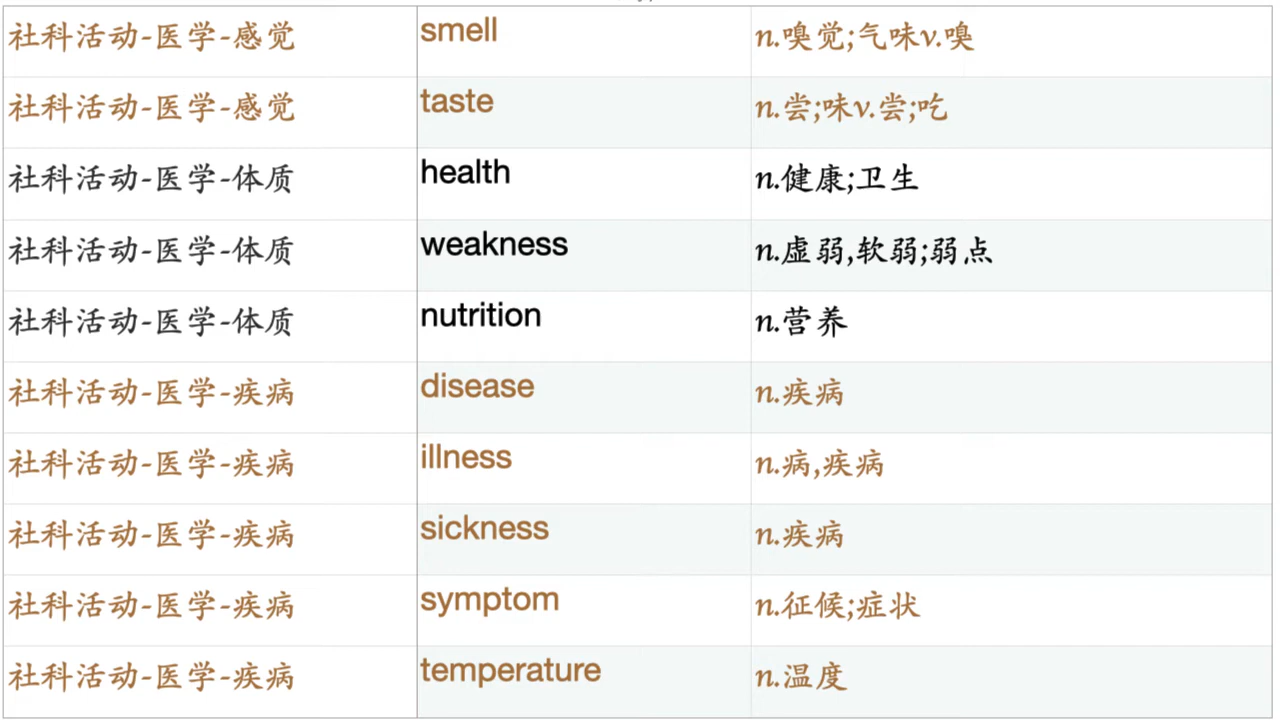 社科活动-医学-感觉 smell n.嗅觉;气味v.嗅
社科活动-医学-感觉 taste n.尝;味v.尝;吃
社科活动-医学-体质 health n.健康;卫生
社科活动-医学-体质 weakness n.虚弱,软弱;弱点
社科活动-医学-体质 nutrition n.营养
社科活动-医学-疾病 disease n.疾病
社科活动-医学-疾病 illness n.病,疾病
社科活动-医学-疾病 sickness n.疾病
社科活动-医学-疾病 symptom n.征候;症状
社科活动-医学-疾病 temperature n.温度